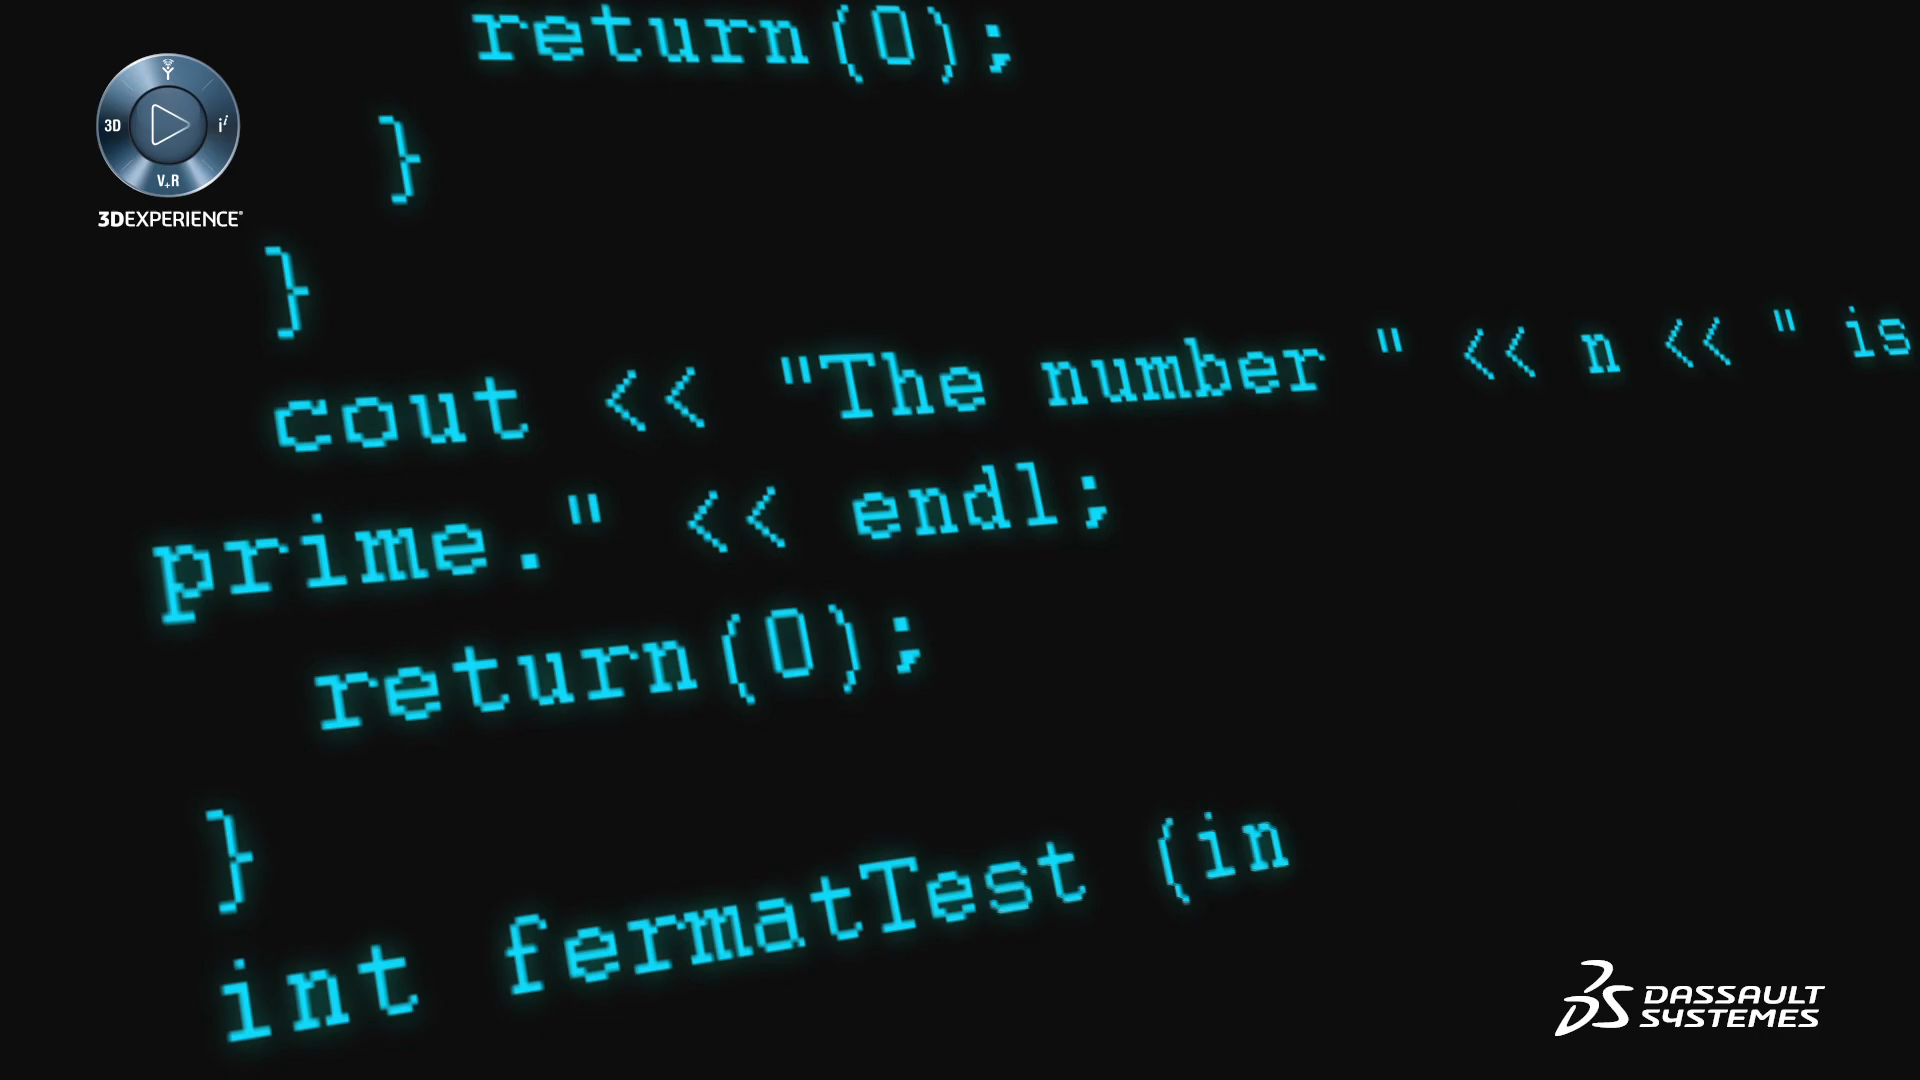 return(0);
}
}
cout << "The number " << n << " is
prime." << endl;
return(0);
}
int fermatTest (in
3D
i i
V+R
3DEXPERIENCE®
DASSAULT
SYSTEMES